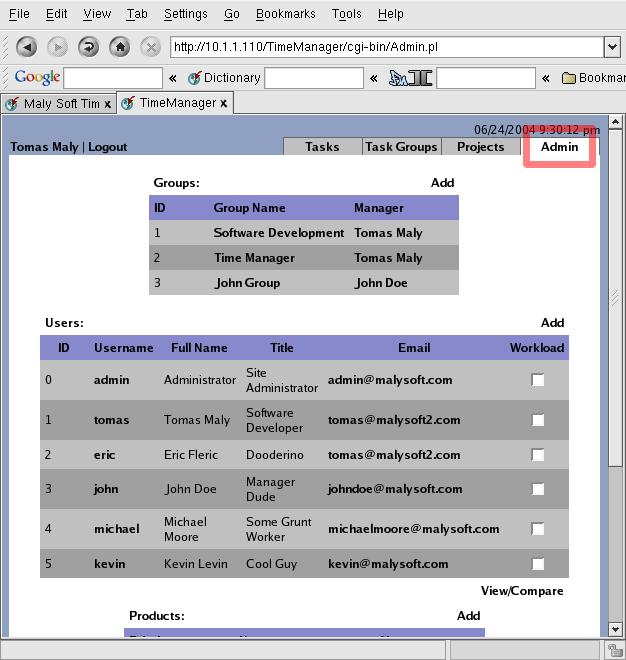 File Edit View Tab Settings Go Bookmarks Tools Help
http://10.1.1.110/TimeManager/cgi-bin/Admin.pl
Google « Dictionary « « Bookmar
Maly Soft Tim x TimeManager x
06/24/2004 9:30:12 pm
Tomas Maly | Logout Tasks Task Groups Projects Admin
Groups: Add
ID Group Name Manager
1 Software Development Tomas Maly
2 Time Manager Tomas Maly
3 John Group John Doe
Users: Add
ID Username Full Name Title Email Workload
0 admin Administrator Site Administrator admin@malysoft.com
1 tomas Tomas Maly Software Developer tomas@malysoft2.com
2 eric Eric Fleric Dooderino tomas@malysoft2.com
3 john John Doe Manager Dude johndoe@malysoft.com
4 michael Michael Moore Some Grunt Worker michaelmoore@malysoft.com
5 kevin Kevin Levin Cool Guy kevin@malysoft.com
View/Compare
Products: Add